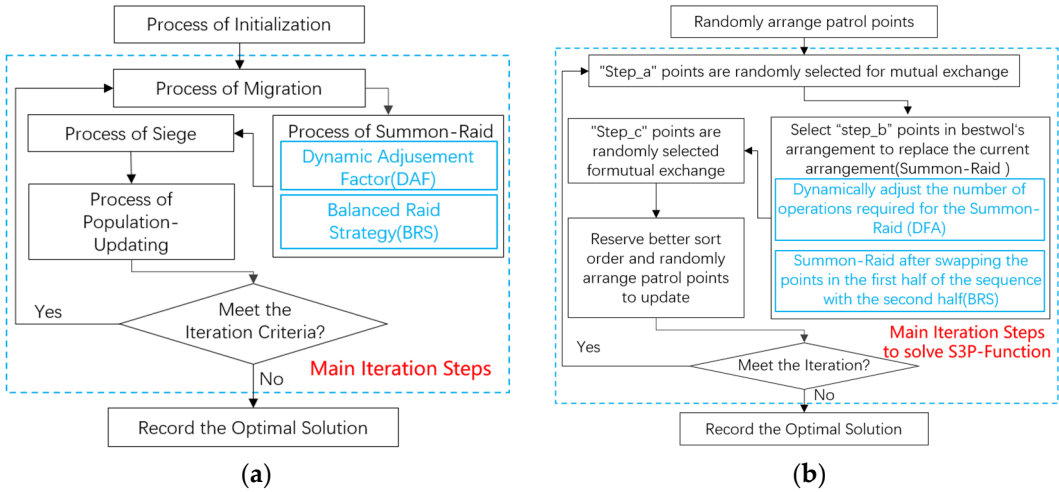 Process of Initialization
Process of Migration
Process of Siege
Process of Summon-Raid
Dynamic Adjusement
Factor(DAF)
Balanced Raid
Strategy(BRS)
Process of
Population-
Updating
Meet the
Iteration Criteria?
Yes
No
Main Iteration Steps
Record the Optimal Solution
(a)
Randomly arrange patrol points
"Step_a" points are randomly selected for mutual exchange
"Step_c" points are
randomly selected
formutual exchange
Select “step_b” points in bestwol‘s
arrangement to replace the current
arrangement(Summon-Raid )
Dynamically adjust the number of
operations required for the Summon-
Raid (DFA)
Summon-Raid after swapping the
points in the first half of the sequence
with the second half(BRS)
Reserve better sort
order and randomly
arrange patrol points
to update
Main Iteration Steps
to solve S3P-Function
Yes
Meet the Iteration?
No
Record the Optimal Solution
(b)